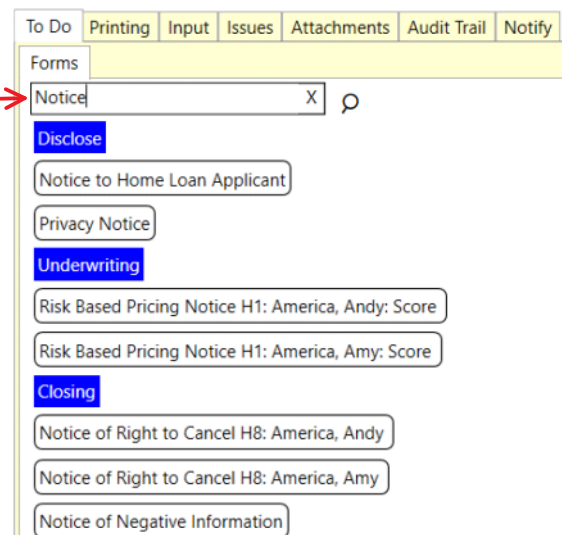 To Do Printing Input Issues Attachments Audit Trail Notify
Forms
Notice X
Disclose
Notice to Home Loan Applicant
Privacy Notice
Underwriting
Risk Based Pricing Notice H1: America, Andy: Score
Risk Based Pricing Notice H1: America, Amy: Score
Closing
Notice of Right to Cancel H8: America, Andy
Notice of Right to Cancel H8: America, Amy
Notice of Negative Information